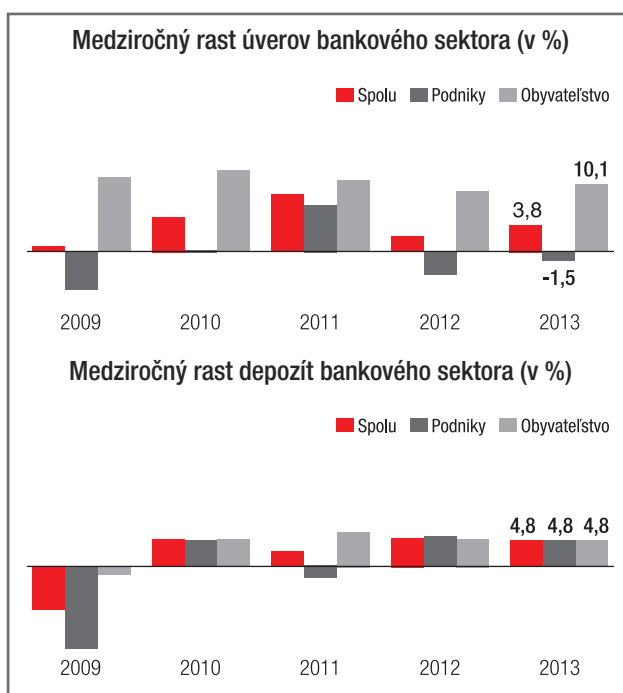 Medziročný rast úverov bankového sektora (v %)
Spolu Podniky Obyvateľstvo
10,1
3,8
-1,5
2009 2010 2011 2012 2013
Medziročný rast depozít bankového sektora (v %)
Spolu Podniky Obyvateľstvo
4,8 4,8 4,8
2009 2010 2011 2012 2013